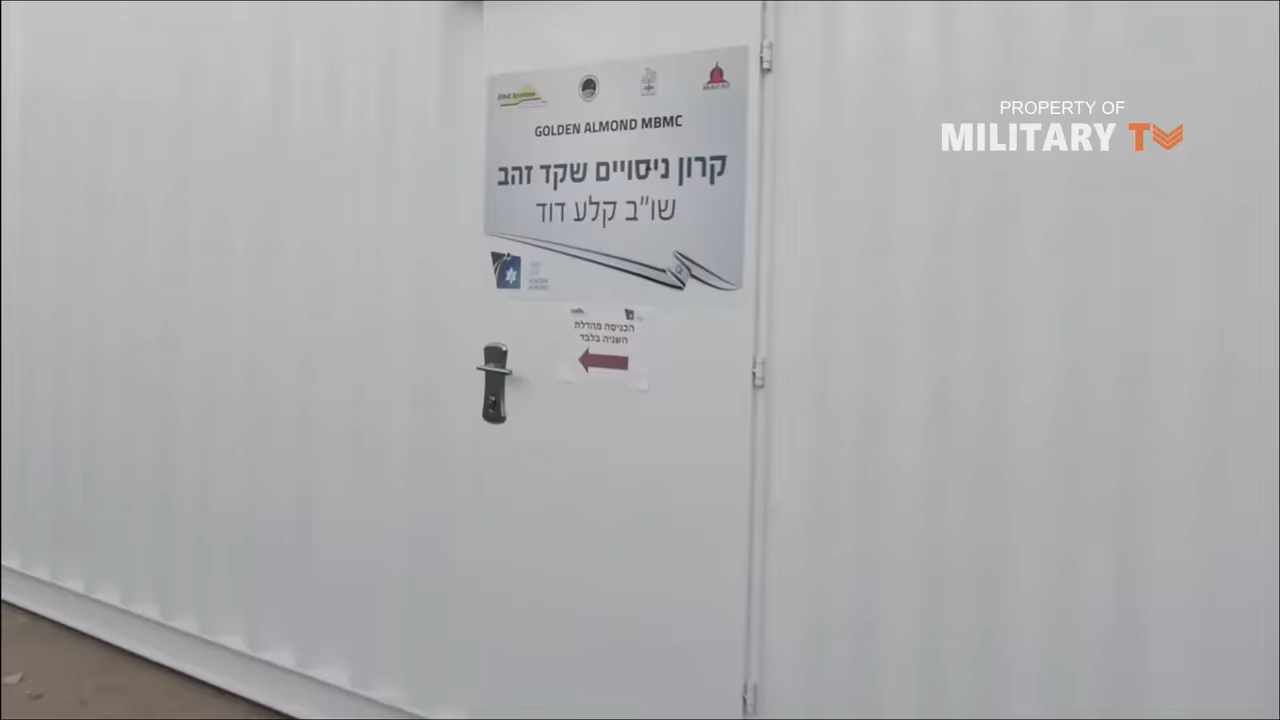 PROPERTY OF
MILITARY TV
GOLDEN ALMOND MBMC
קרון ניסויים שקד זהב
שו״ב קלע דוד
הכניסה מהדלת
השניה בלבד